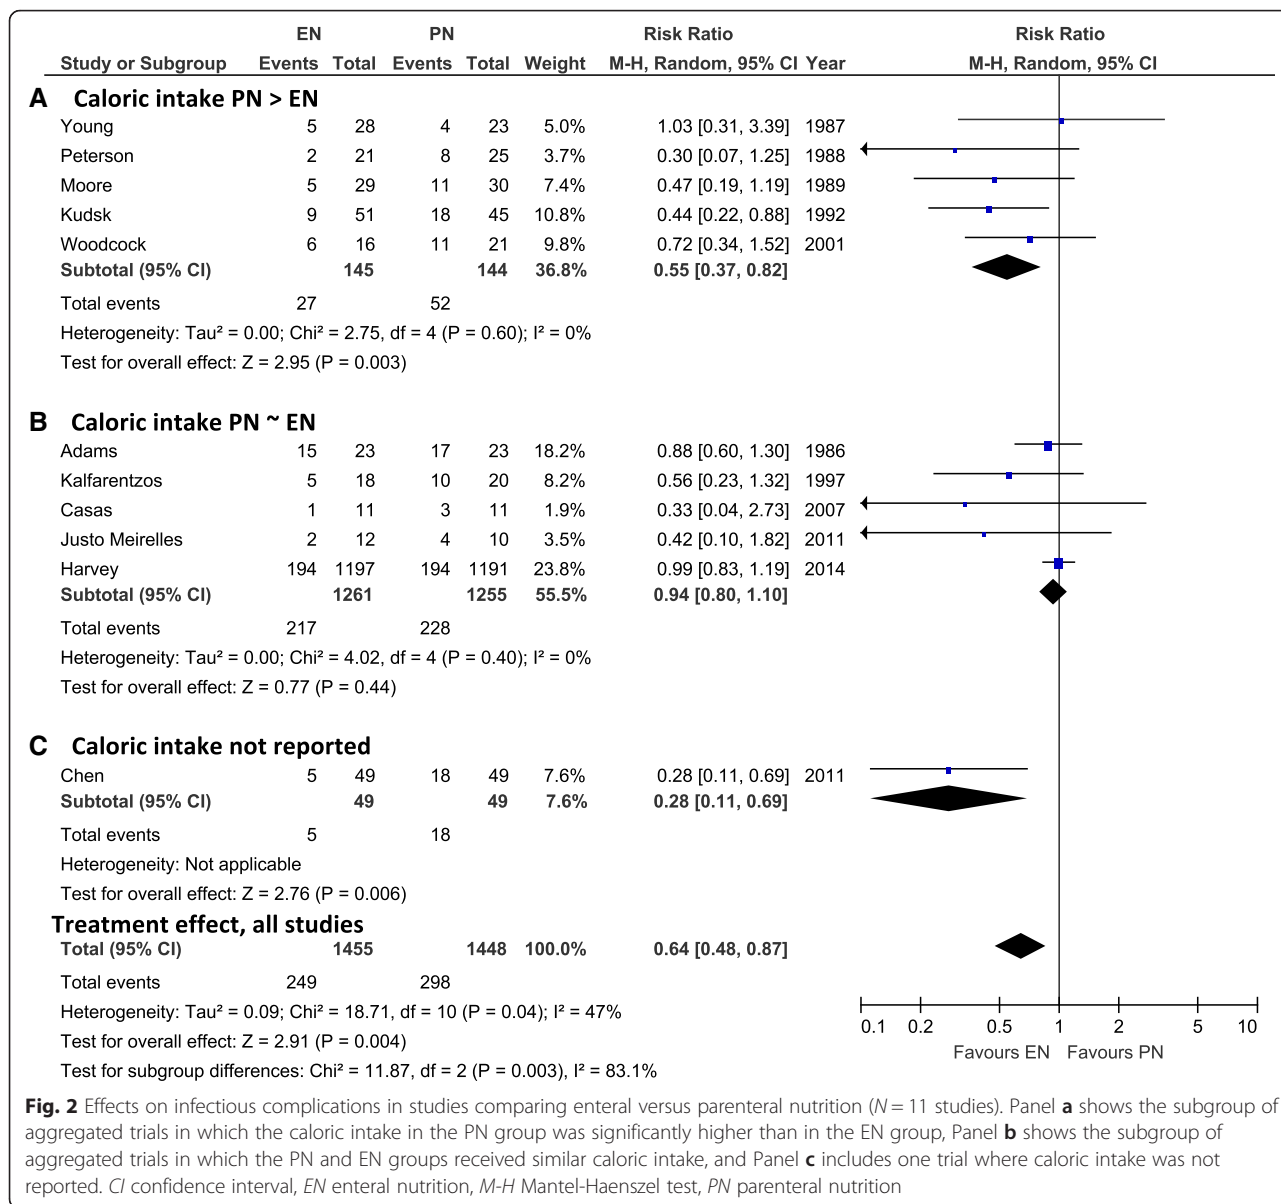 EN PN Risk Ratio Risk Ratio
Study or Subgroup Events Total Events Total Weight M-H, Random, 95% CI Year M-H, Random, 95% CI
A Caloric intake PN > EN
Young 5 28 4 23 5.0% 1.03 [0.31, 3.39] 1987
Peterson 2 21 8 25 3.7% 0.30 [0.07, 1.25] 1988
Moore 5 29 11 30 7.4% 0.47 [0.19, 1.19] 1989
Kudsk 9 51 18 45 10.8% 0.44 [0.22, 0.88] 1992
Woodcock 6 16 11 21 9.8% 0.72 [0.34, 1.52] 2001
Subtotal (95% CI) 145 144 36.8% 0.55 [0.37, 0.82]
Total events 27 52
Heterogeneity: Tau² = 0.00; Chi² = 2.75, df = 4 (P = 0.60); I² = 0%
Test for overall effect: Z = 2.95 (P = 0.003)
B Caloric intake PN ~ EN
Adams 15 23 17 23 18.2% 0.88 [0.60, 1.30] 1986
Kalfarentzos 5 18 10 20 8.2% 0.56 [0.23, 1.32] 1997
Casas 1 11 3 11 1.9% 0.33 [0.04, 2.73] 2007
Justo Meirelles 2 12 4 10 3.5% 0.42 [0.10, 1.82] 2011
Harvey 194 1197 194 1191 23.8% 0.99 [0.83, 1.19] 2014
Subtotal (95% CI) 1261 1255 55.5% 0.94 [0.80, 1.10]
Total events 217 228
Heterogeneity: Tau² = 0.00; Chi² = 4.02, df = 4 (P = 0.40); I² = 0%
Test for overall effect: Z = 0.77 (P = 0.44)
C Caloric intake not reported
Chen 5 49 18 49 7.6% 0.28 [0.11, 0.69] 2011
Subtotal (95% CI) 49 49 7.6% 0.28 [0.11, 0.69]
Total events 5 18
Heterogeneity: Not applicable
Test for overall effect: Z = 2.76 (P = 0.006)
Treatment effect, all studies
Total (95% CI) 1455 1448 100.0% 0.64 [0.48, 0.87]
Total events 249 298
Heterogeneity: Tau² = 0.09; Chi² = 18.71, df = 10 (P = 0.04); I² = 47%
Test for overall effect: Z = 2.91 (P = 0.004)
Test for subgroup differences: Chi² = 11.87, df = 2 (P = 0.003), I² = 83.1%
0.1 0.2 0.5 1 2 5 10
Favours EN Favours PN
Fig. 2 Effects on infectious complications in studies comparing enteral versus parenteral nutrition (N = 11 studies). Panel a shows the subgroup of
aggregated trials in which the caloric intake in the PN group was significantly higher than in the EN group, Panel b shows the subgroup of
aggregated trials in which the PN and EN groups received similar caloric intake, and Panel c includes one trial where caloric intake was not
reported. CI confidence interval, EN enteral nutrition, M-H Mantel-Haenszel test, PN parenteral nutrition